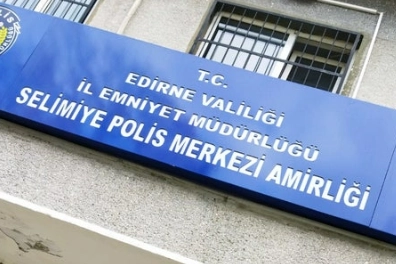 T.C.
EDİRNE VALİLİĞİ
İL EMNİYET MÜDÜRLÜĞÜ
SELİMİYE POLİS MERKEZİ AMİRLİĞİ